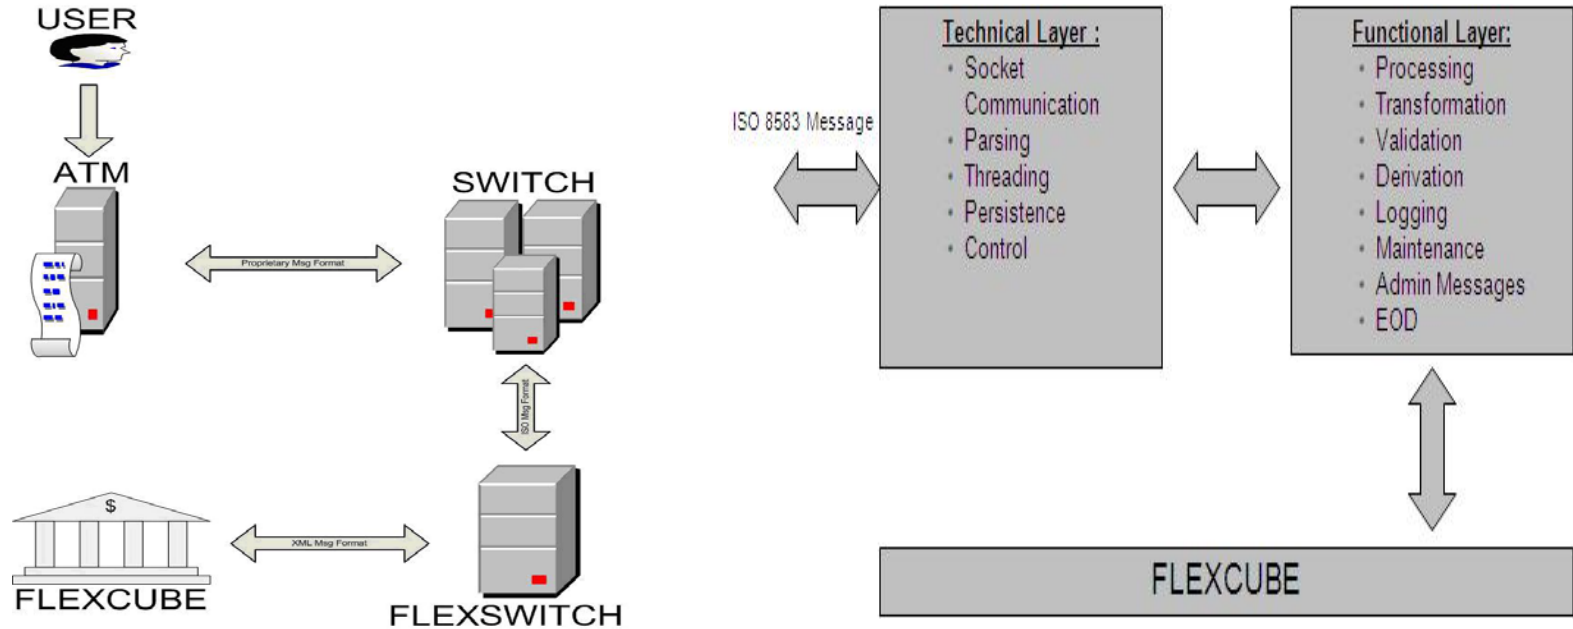 USER
ATM
SWITCH
Proprietary Msg Format
ISO Msg Format
$
XML Msg Format
FLEXCUBE
FLEXSWITCH
ISO 8583 Message
Technical Layer :
• Socket
Communication
• Parsing
• Threading
• Persistence
• Control
Functional Layer:
• Processing
• Transformation
• Validation
• Derivation
• Logging
• Maintenance
• Admin Messages
• EOD
FLEXCUBE